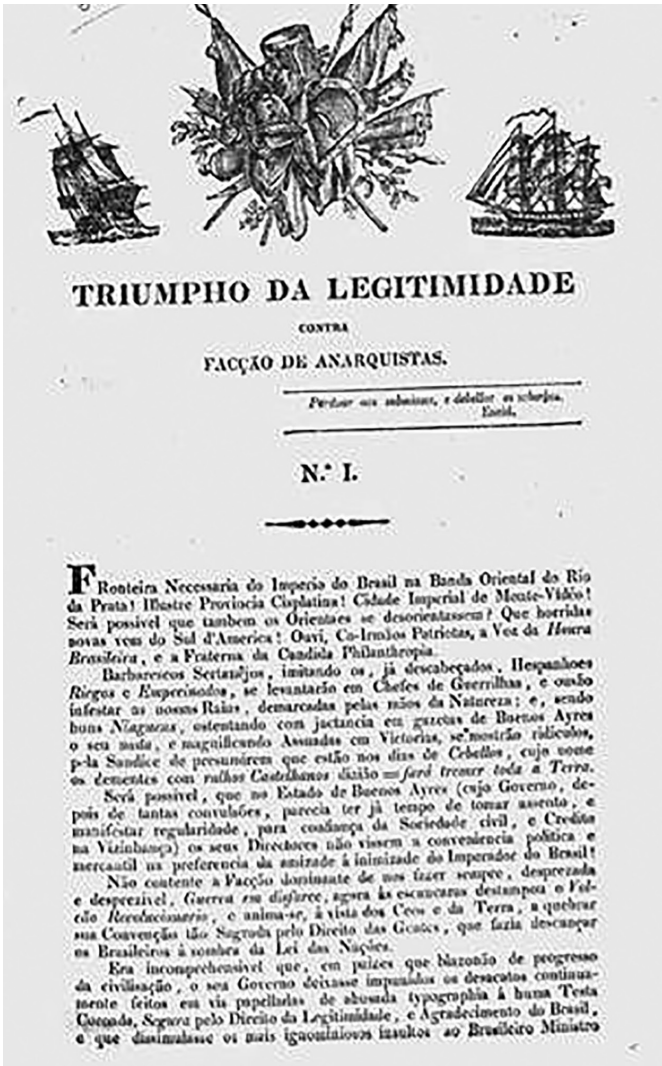 TRIUMPHO DA LEGITIMIDADE
CONTRA
FACÇÃO DE ANARQUISTAS.
Perdoar aos submissos, e debellar os soberbos.
Eneid.
N.º I.
FRonteira Necessaria do Imperio do Brasil na Banda Oriental do Rio
da Prata! Illustre Provincia Cisplatina! Cidade Imperial de Monte-Vidéo!
Será possivel que tambem os Orientaes se desorientassem? Que horridas
novas vem do Sul d'America! Ouvi, Co-Irmãos Patriotas, a Voz da Honra
Brasileira, e a Fraterna da Candida Philanthropia.
Barbarescos Sertanejos, imitando os, já descabeçados, Hespanhoes
Riegos e Empecinados, se levantarão em Chefes de Guerrilhas, e ousão
infestar as nossas Raias, demarcadas pelas mãos da Natureza; e, sendo
huns Niagueus, ostentando com jactancia em gazetas de Buenos Ayres
o seu nada, e magnificando Assuadas em Victorias, se mostrão ridiculos,
pela Sandice de presumirem que estão nos dias de Cebollos, cujo nome
os dementes com Castelhanos dizião = fará tremer toda a Terra.
Será possivel, que no Estado de Buenos Ayres (cujo Governo, de-
pois de tantas convulsões, parecia ter já tempo de tomar assento, e
manifestar regularidade, para confiança da Sociedade civil, e Credito
na Vizinhança) os seus Directores não vissem a conveniencia politica e
mercantil na preferencia da amizade á inimizade do Imperador do Brasil!
Não contente a Facção dominante de nos fazer sempre, desprezada
e desprezivel, Guerra em disfarce, agora ás escancaras destampou o Vol-
cão Revolucionario, e anima-se, á vista dos Ceos e da Terra, a quebrar
sua Convenção tão Sagrada pelo Direito das Gentes, que fazia descançar
os Brasileiros á sombra da Lei das Nações.
Era incomprehensivel que, em paizes que blazonão de progresso
da civilisação, o seu Governo deixasse impunidos os desacatos continua-
mente feitos em vis papelladas de abusada typographia á huma Testa
Coroada, Segura pelo Direito da Legitimidade, e Agradecimento do Brasil,
e que dissimulasse os mais ignominiosos insultos ao Brasileiro Ministro